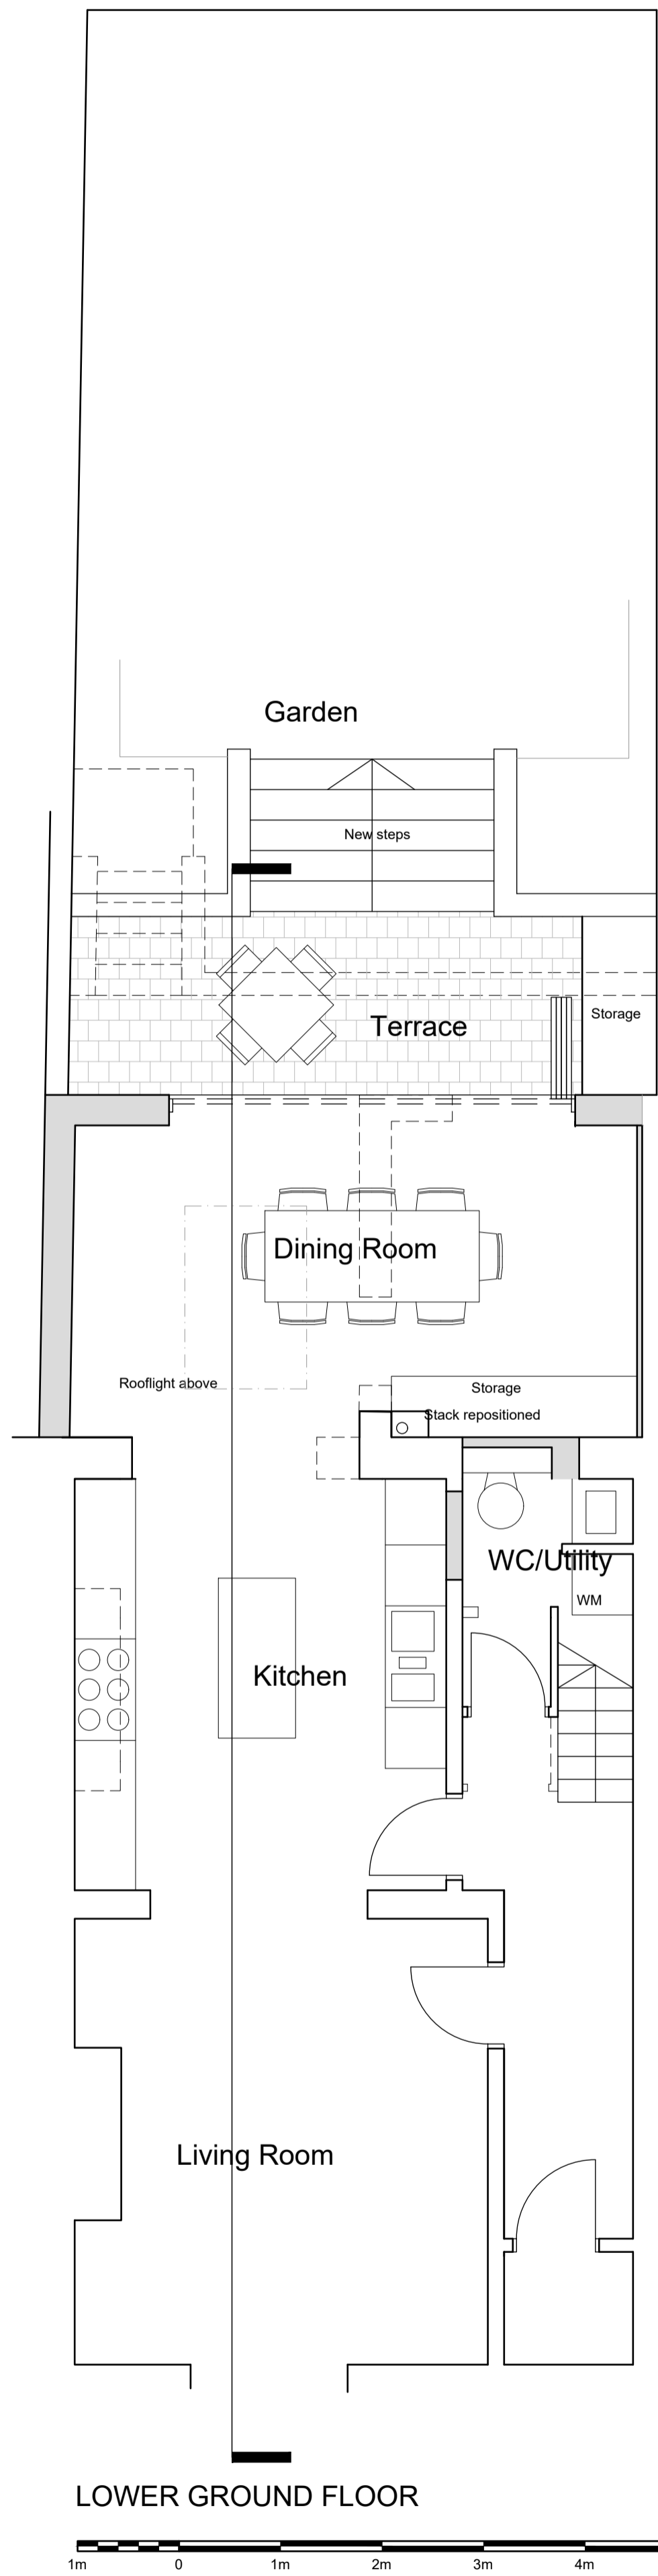 Garden
New steps
Storage
Terrace
Dining Room
Rooflight above
Storage
Stack repositioned
WC/Utility
WM
Kitchen
Living Room
LOWER GROUND FLOOR
1m 0 1m 2m 3m 4m